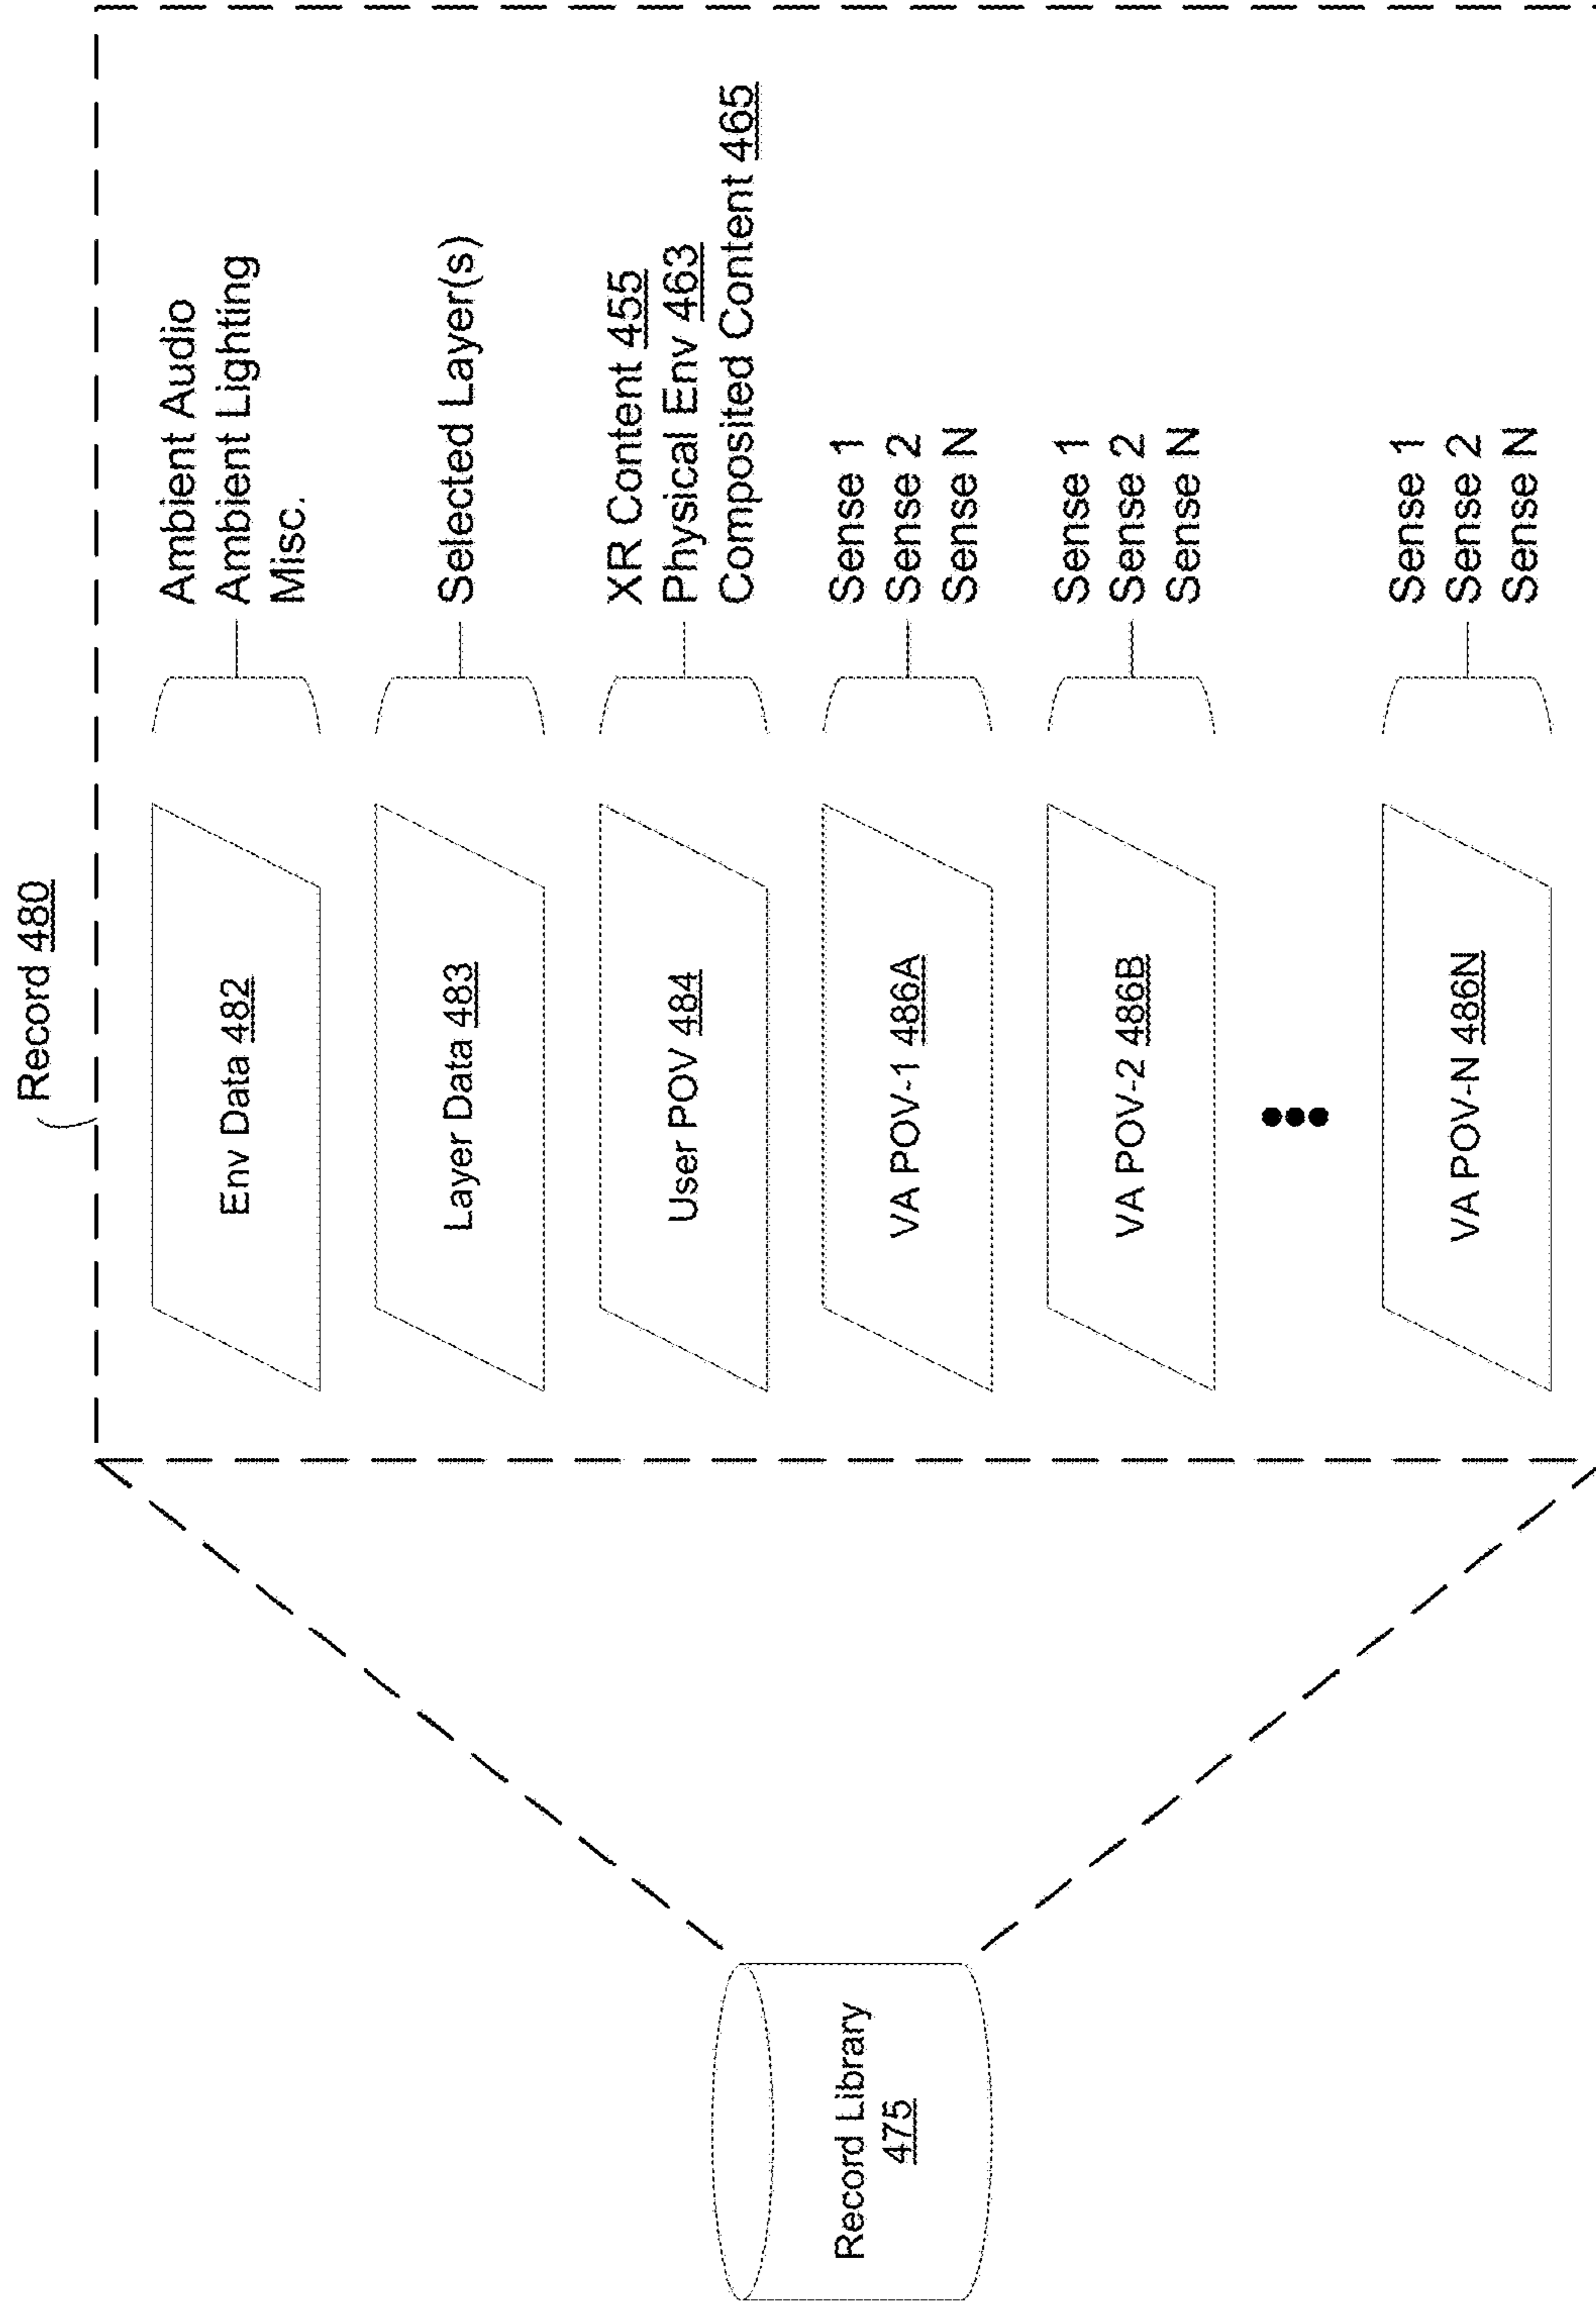 Record 480
Env Data 482
Ambient Audio
Ambient Lighting
Misc.
Layer Data 483
Selected Layer(s)
User POV 484
XR Content 455
Physical Env 463
Composited Content 465
VA POV-1 486A
Sense 1
Sense 2
Sense N
VA POV-2 486B
Sense 1
Sense 2
Sense N
VA POV-N 486N
Sense 1
Sense 2
Sense N
Record Library
475